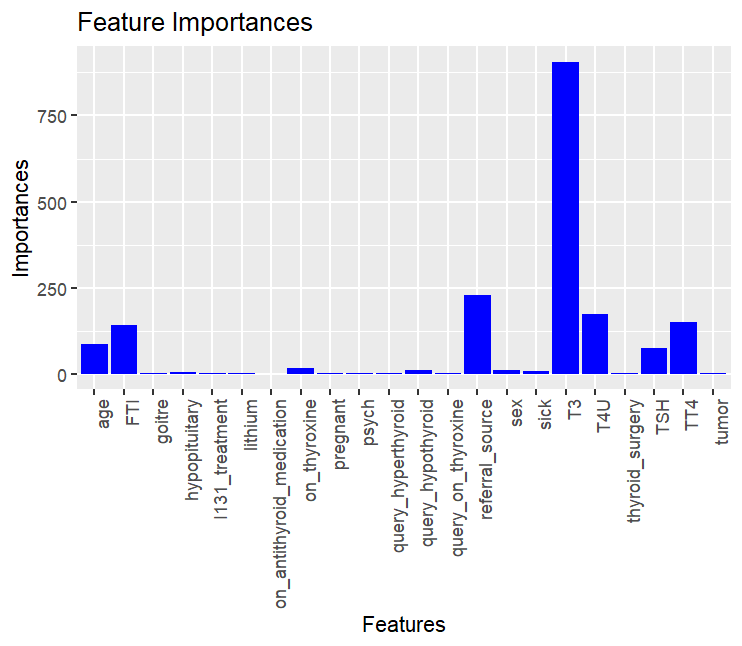 Feature Importances
Importances
750
500
250
0
age
FTI
goitre
hypopituitary
I131_treatment
lithium
on_antithyroid_medication
on_thyroxine
pregnant
psych
query_hyperthyroid
query_hypothyroid
query_on_thyroxine
referral_source
sex
sick
T3
T4U
thyroid_surgery
TSH
TT4
tumor
Features